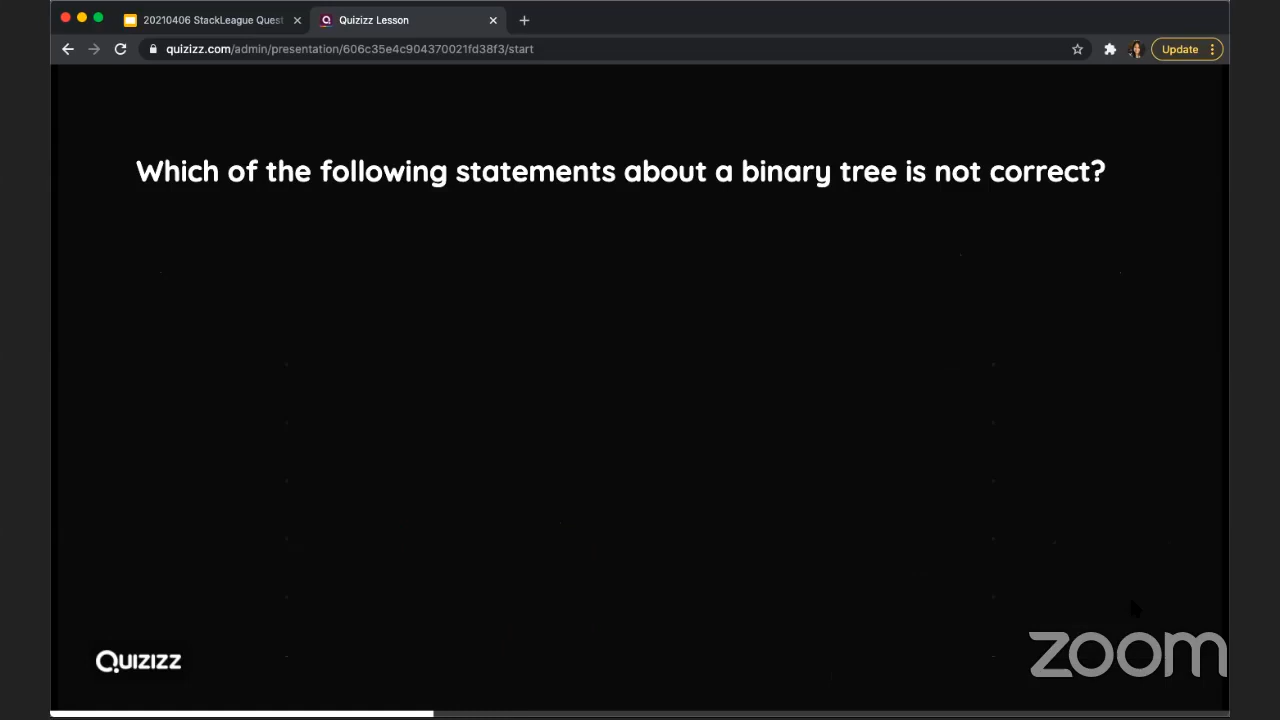 20210406 StackLeague Quest
Quizizz Lesson
quizizz.com/admin/presentation/606c35e4c904370021fd38f3/start
Update
Which of the following statements about a binary tree is not correct?
QUIZIZZ
zoom